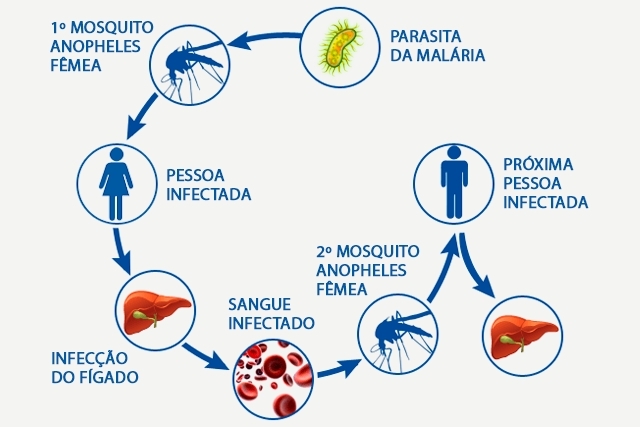 1º MOSQUITO
ANOPHELES
FÊMEA
PARASITA
DA MALÁRIA
PESSOA
INFECTADA
PRÓXIMA
PESSOA
INFECTADA
2º MOSQUITO
ANOPHELES
FÊMEA
SANGUE
INFECTADO
INFECÇÃO
DO FÍGADO